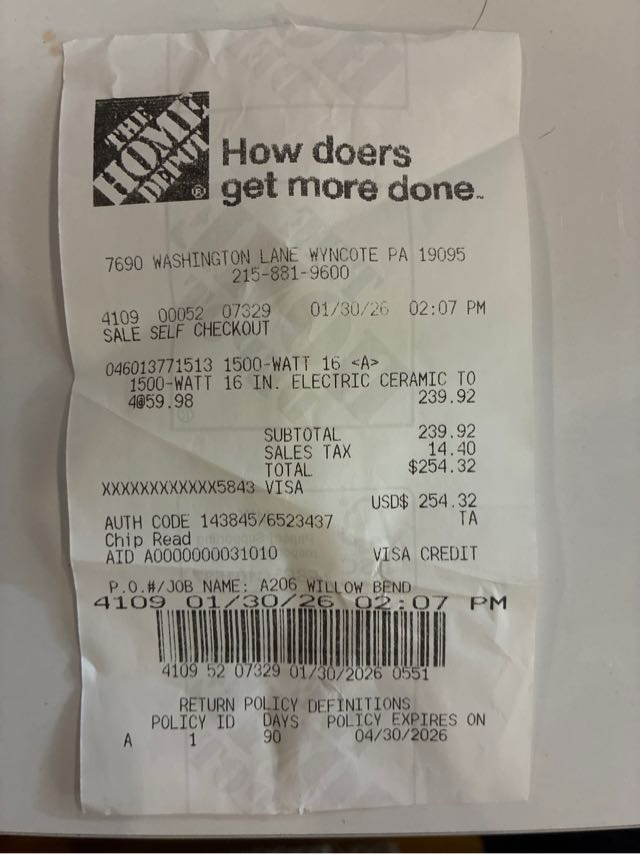 THE HOME DEPOT ®
How doers
get more done.™
7690 WASHINGTON LANE WYNCOTE PA 19095
215-881-9600
4109 00052 07329 01/30/26 02:07 PM
SALE SELF CHECKOUT
046013771513 1500-WATT 16 <A>
1500-WATT 16 IN. ELECTRIC CERAMIC TO
4@59.98 239.92
SUBTOTAL 239.92
SALES TAX 14.40
TOTAL $254.32
XXXXXXXXXXXX5843 VISA
USD$ 254.32
AUTH CODE 143845/6523437 TA
Chip Read
AID A0000000031010 VISA CREDIT
P.O.#/JOB NAME: A206 WILLOW BEND
4109 01/30/26 02:07 PM
4109 52 07329 01/30/2026 0551
RETURN POLICY DEFINITIONS
POLICY ID DAYS POLICY EXPIRES ON
A 1 90 04/30/2026